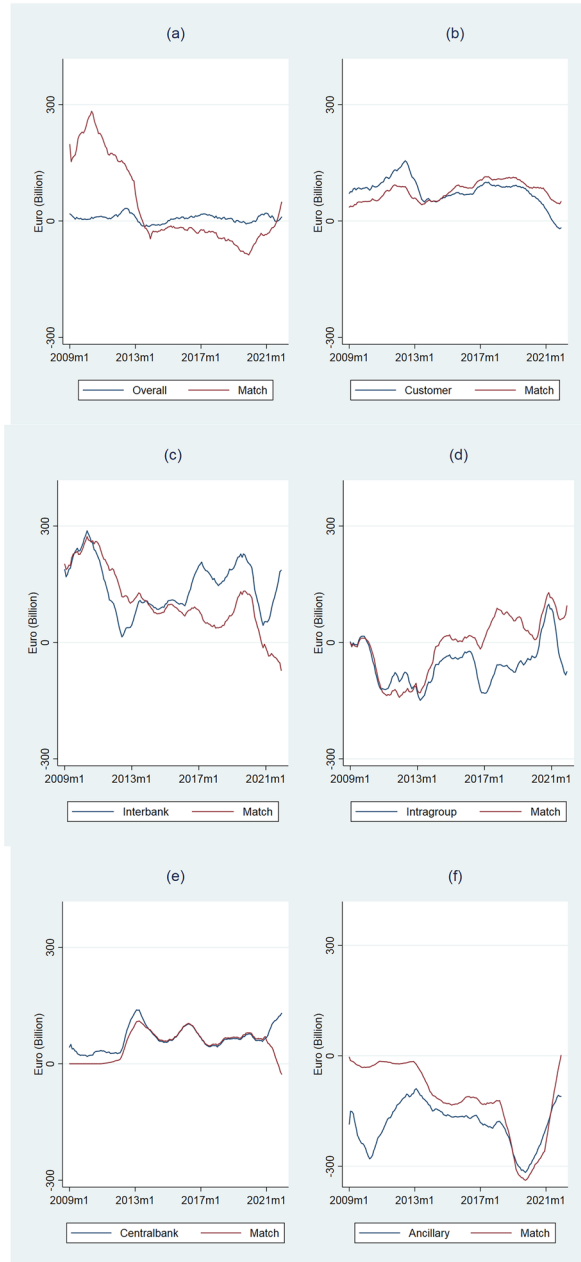 (a)
Euro (Billion)
300
0
-300
2009m1 2013m1 2017m1 2021m1
Overall Match
(b)
Euro (Billion)
300
0
-300
2009m1 2013m1 2017m1 2021m1
Customer Match
(c)
Euro (Billion)
300
0
-300
2009m1 2013m1 2017m1 2021m1
Interbank Match
(d)
Euro (Billion)
300
0
-300
2009m1 2013m1 2017m1 2021m1
Intragroup Match
(e)
Euro (Billion)
300
0
-300
2009m1 2013m1 2017m1 2021m1
Centralbank Match
(f)
Euro (Billion)
300
0
-300
2009m1 2013m1 2017m1 2021m1
Ancillary Match